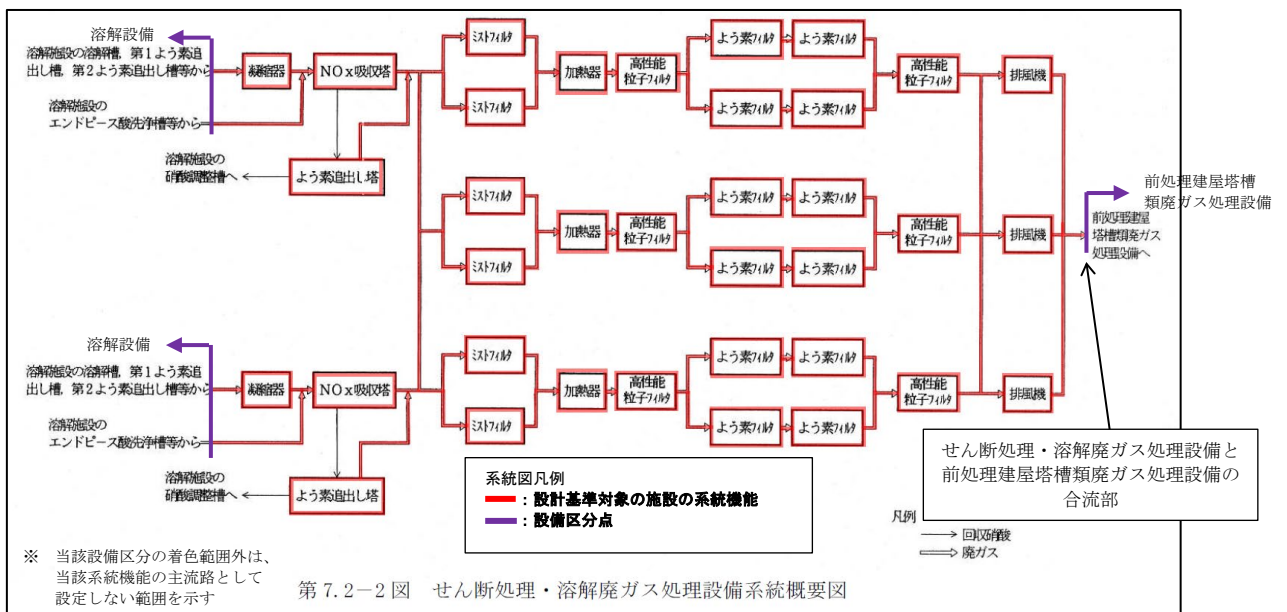 溶解設備
溶解施設の溶解槽, 第1よう素追
出し槽, 第2よう素追出し槽等から
凝縮器
NOx吸収塔
溶解施設の
エンドピース酸洗浄槽等から
溶解施設の
硝酸調整槽へ
よう素追出し塔
ミストフィルタ
ミストフィルタ
加熱器
高性能
粒子フィルタ
よう素フィルタ
よう素フィルタ
よう素フィルタ
よう素フィルタ
高性能
粒子フィルタ
排風機
ミストフィルタ
ミストフィルタ
加熱器
高性能
粒子フィルタ
よう素フィルタ
よう素フィルタ
よう素フィルタ
よう素フィルタ
高性能
粒子フィルタ
排風機
前処理建屋塔槽
類廃ガス処理設備
前処理建屋
塔槽類廃ガス
処理設備へ
溶解設備
溶解施設の溶解槽, 第1よう素追
出し槽, 第2よう素追出し槽等から
凝縮器
NOx吸収塔
溶解施設の
エンドピース酸洗浄槽等から
溶解施設の
硝酸調整槽へ
よう素追出し塔
ミストフィルタ
ミストフィルタ
加熱器
高性能
粒子フィルタ
よう素フィルタ
よう素フィルタ
よう素フィルタ
よう素フィルタ
高性能
粒子フィルタ
排風機
せん断処理・溶解廃ガス処理設備と
前処理建屋塔槽類廃ガス処理設備の
合流部
系統図凡例
:設計基準対象の施設の系統機能
:設備区分点
凡例
回収硝酸
廃ガス
※ 当該設備区分の着色範囲外は、
当該系統機能の主流路として
設定しない範囲を示す
第7.2-2図 せん断処理・溶解廃ガス処理設備系統概要図